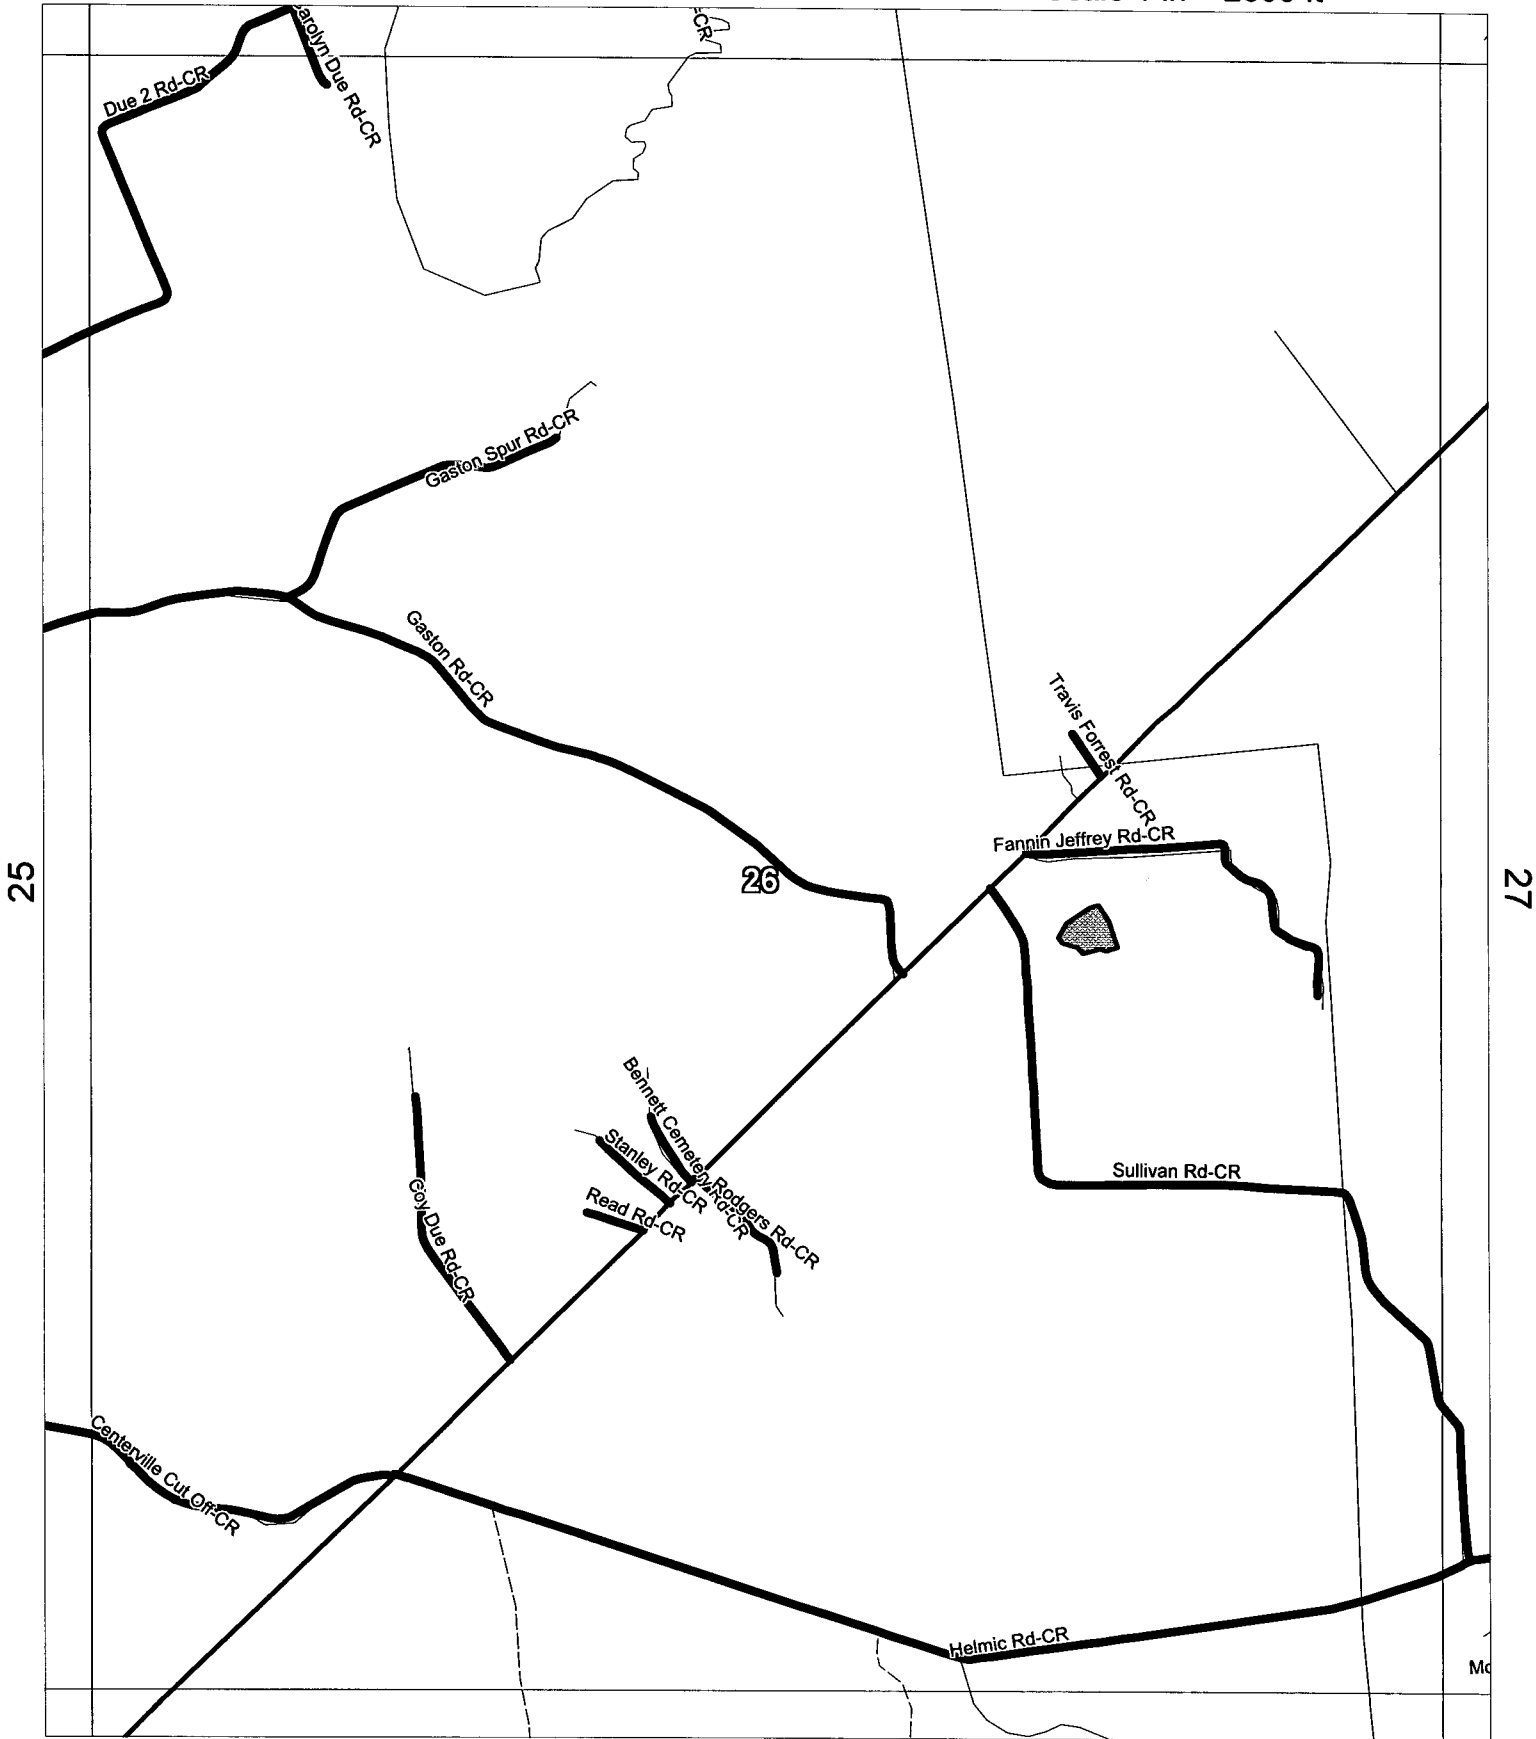 Due 2 Rd-CR
Due Rd-CR
-CR
Gaston Spur Rd-CR
Gaston Rd-CR
Travis Forrest Rd-CR
Fannin Jeffrey Rd-CR
25
26
27
Bennett Cemetery Rd-CR
Rodgers Rd-CR
Stanley Rd-CR
Read Rd-CR
Coy Due Rd-CR
Sullivan Rd-CR
Centerville Cut Off-CR
Helmic Rd-CR